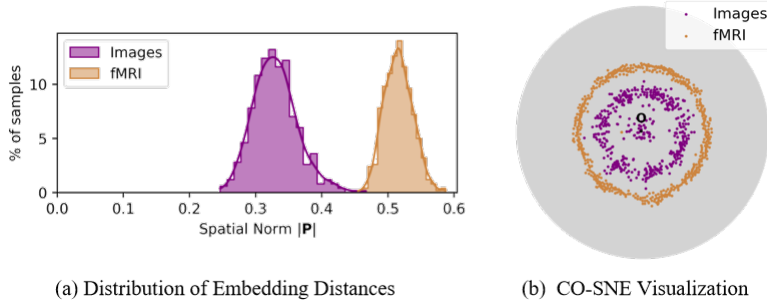 Images
fMRI
% of samples
10
5
0
0.0 0.1 0.2 0.3 0.4 0.5 0.6
Spatial Norm |P|
(a) Distribution of Embedding Distances
Images
fMRI
O
(b) CO-SNE Visualization